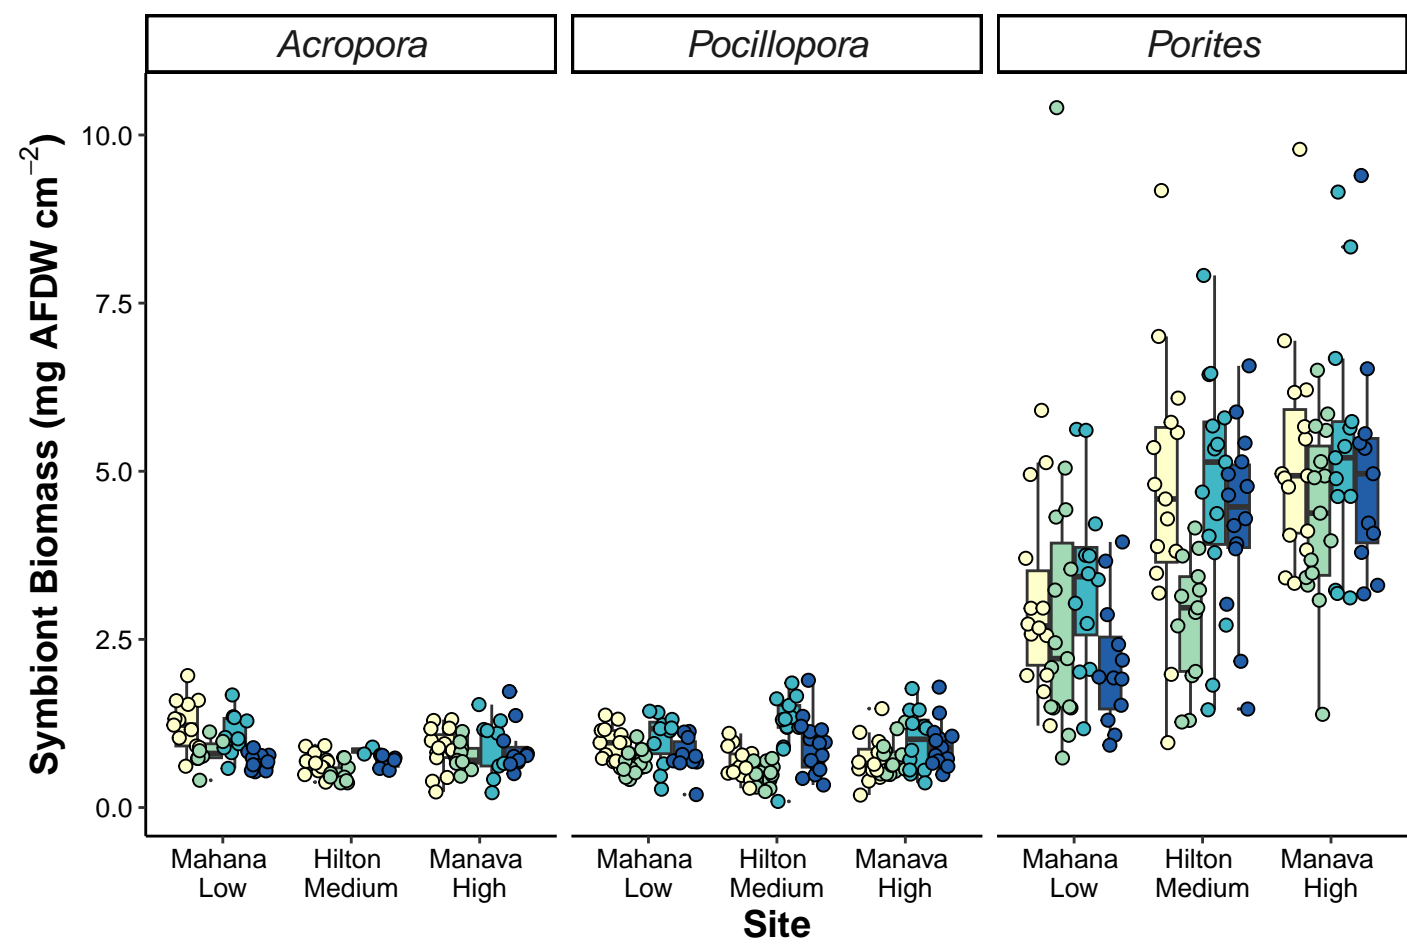 Acropora
Pocillopora
Porites
Symbiont Biomass (mg AFDW cm⁻²)
10.0
7.5
5.0
2.5
0.0
Mahana
Low
Hilton
Medium
Manava
High
Mahana
Low
Hilton
Medium
Manava
High
Mahana
Low
Hilton
Medium
Manava
High
Site